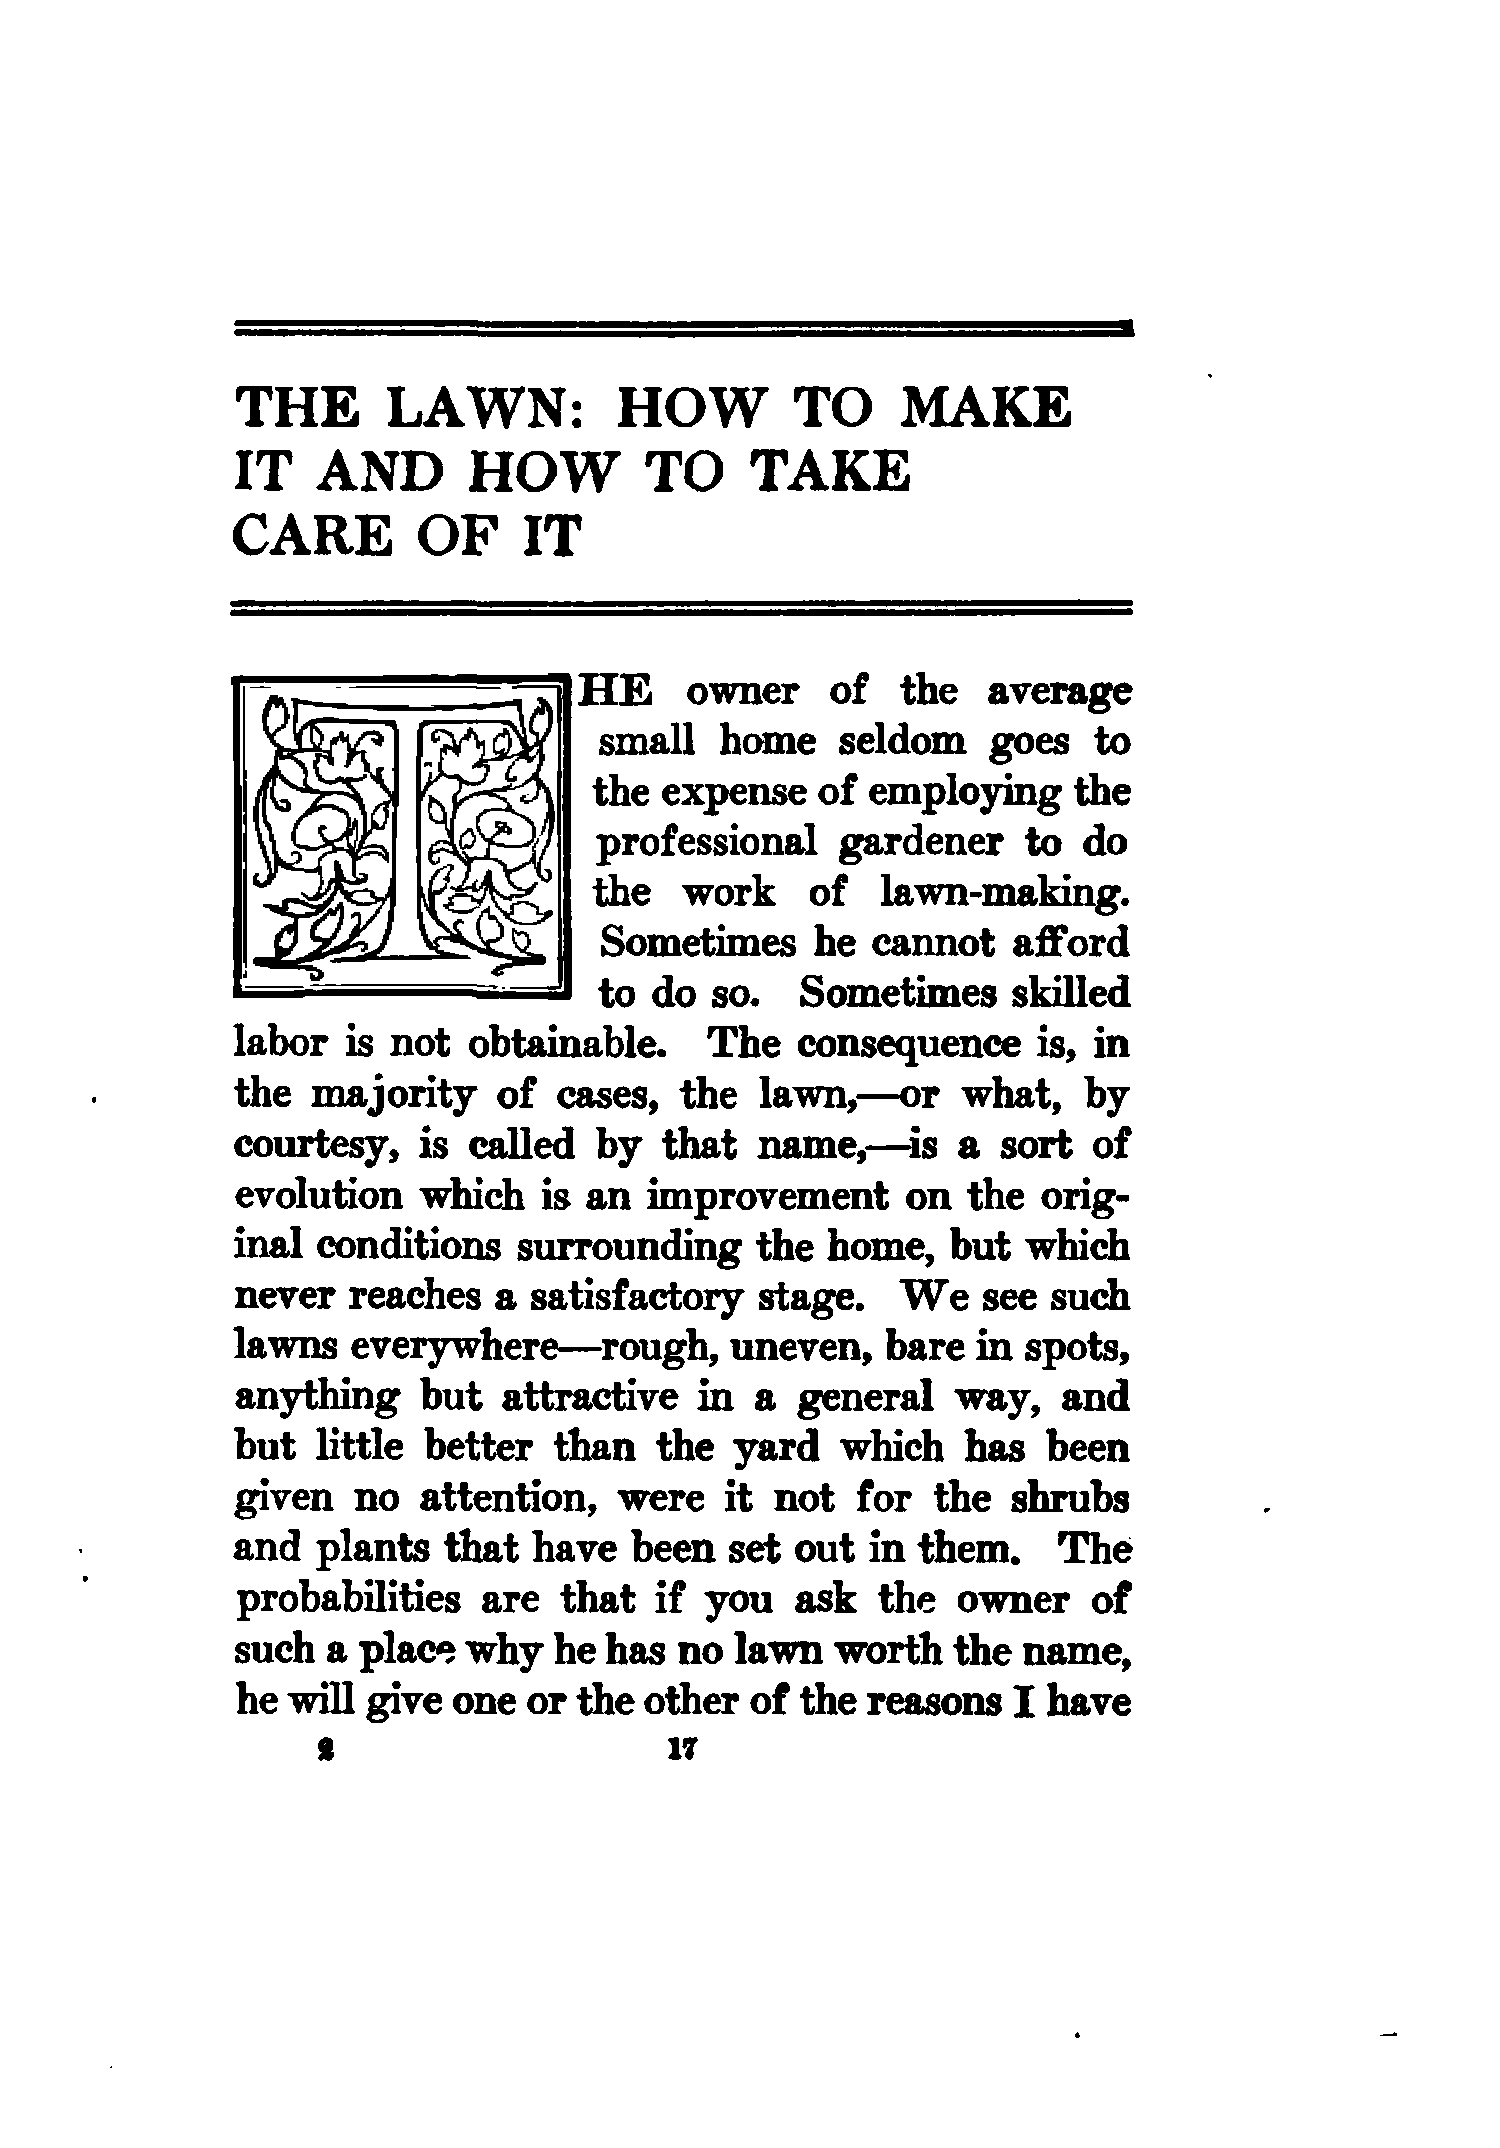 THE LAWN: HOW TO MAKE
IT AND HOW TO TAKE
CARE OF IT
THE owner of the average
small home seldom goes to
the expense of employing the
professional gardener to do
the work of lawn-making.
Sometimes he cannot afford
to do so. Sometimes skilled
labor is not obtainable. The consequence is, in
the majority of cases, the lawn,—or what, by
courtesy, is called by that name,—is a sort of
evolution which is an improvement on the orig-
inal conditions surrounding the home, but which
never reaches a satisfactory stage. We see such
lawns everywhere—rough, uneven, bare in spots,
anything but attractive in a general way, and
but little better than the yard which has been
given no attention, were it not for the shrubs
and plants that have been set out in them. The
probabilities are that if you ask the owner of
such a place why he has no lawn worth the name,
he will give one or the other of the reasons I have
2 17